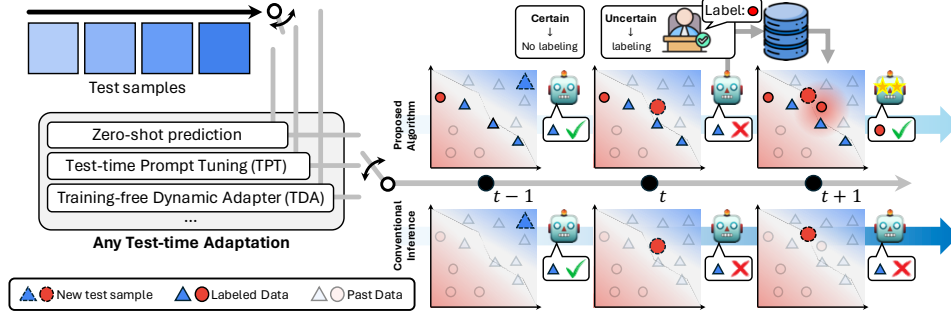 Test samples
Zero-shot prediction
Test-time Prompt Tuning (TPT)
Training-free Dynamic Adapter (TDA)
...
Any Test-time Adaptation
New test sample
Labeled Data
Past Data
Certain
↓
No labeling
Uncertain
↓
labeling
Label:
Proposed
Algorithm
t − 1
t
t + 1
Conventional
Inference